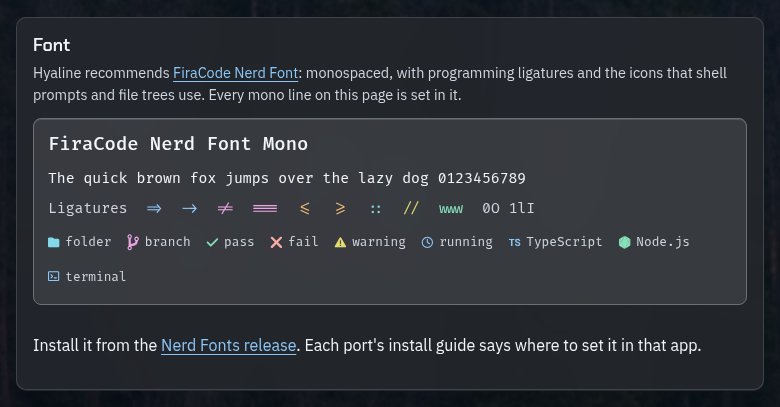 Font
Hyaline recommends FiraCode Nerd Font: monospaced, with programming ligatures and the icons that shell
prompts and file trees use. Every mono line on this page is set in it.
FiraCode Nerd Font Mono
The quick brown fox jumps over the lazy dog 0123456789
Ligatures => -> != === <= >= :: // www 0O 1lI
folder branch pass fail warning running TS TypeScript Node.js
terminal
Install it from the Nerd Fonts release. Each port's install guide says where to set it in that app.